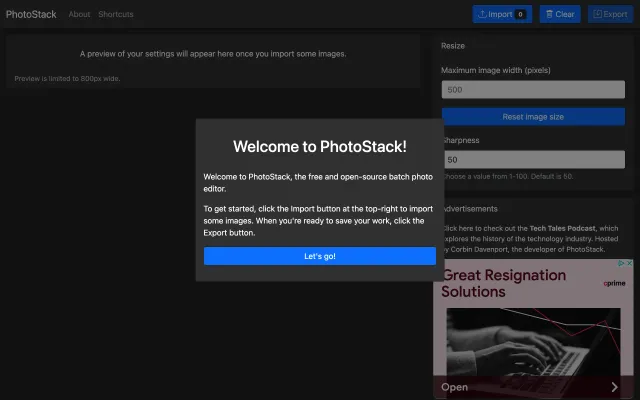 PhotoStack About Shortcuts Import 0 Clear Export
A preview of your settings will appear here once you import some images.
Preview is limited to 800px wide.
Resize
Maximum image width (pixels)
500
Reset image size
Sharpness
50
Choose a value from 1-100. Default is 50.
Welcome to PhotoStack!
Welcome to PhotoStack, the free and open-source batch photo
editor.
To get started, click the Import button at the top-right to import
some images. When you're ready to save your work, click the
Export button.
Let's go!
Advertisements
Click here to check out the Tech Tales Podcast, which
explores the history of the technology industry. Hosted
by Corbin Davenport, the developer of PhotoStack.
Great Resignation
Solutions
qprime
Open